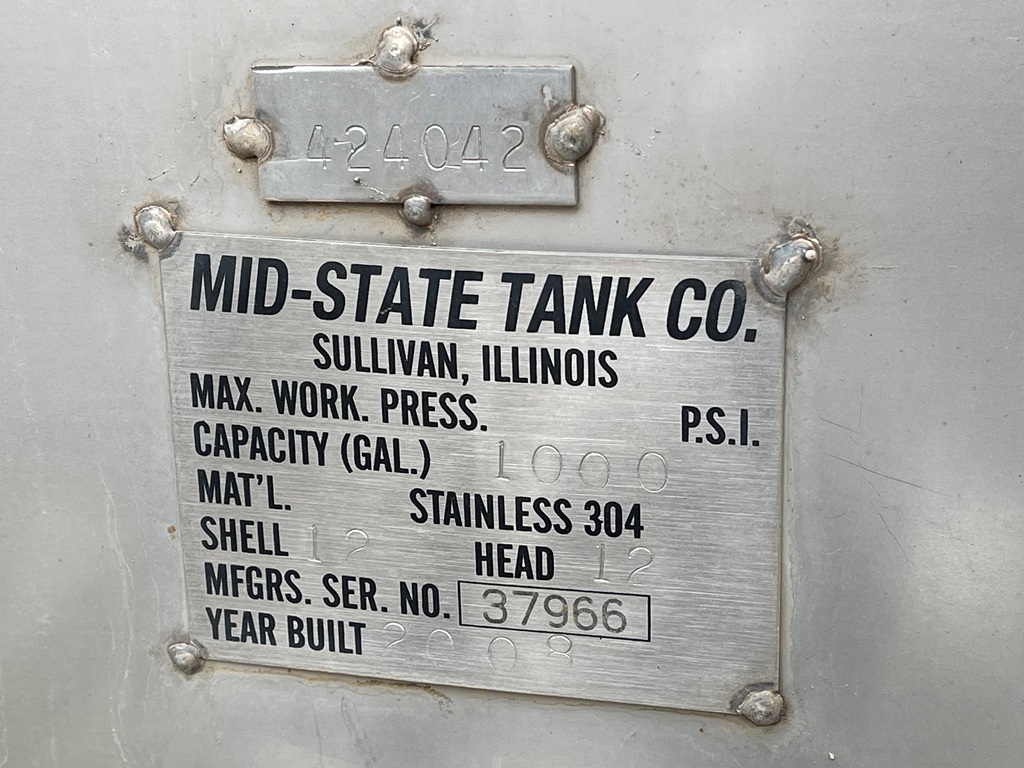 424042
MID-STATE TANK CO.
SULLIVAN, ILLINOIS
MAX. WORK. PRESS. P.S.I.
CAPACITY (GAL.) 1000
MAT'L. STAINLESS 304
SHELL 12 HEAD 12
MFGRS. SER. NO. 37966
YEAR BUILT 2008